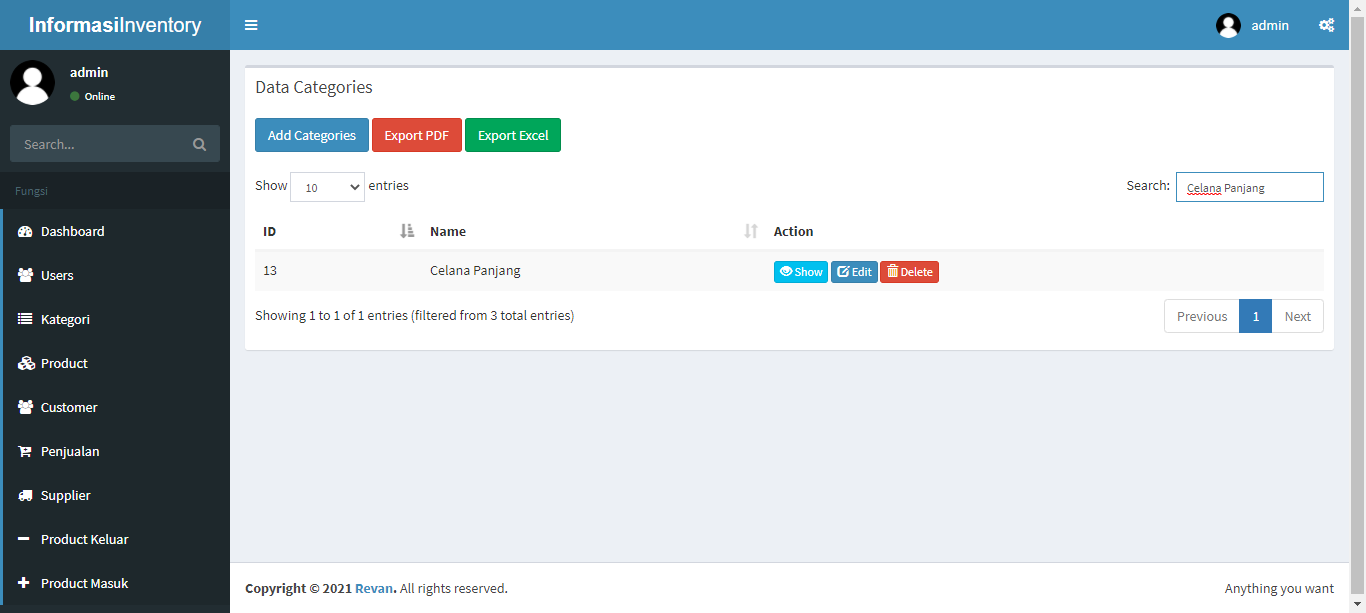 InformasiInventory
admin
admin
Online
Search...
Fungsi
Dashboard
Users
Kategori
Product
Customer
Penjualan
Supplier
Product Keluar
Product Masuk
Data Categories
Add Categories Export PDF Export Excel
Show 10 entries Search: Celana Panjang
ID Name Action
13 Celana Panjang Show Edit Delete
Showing 1 to 1 of 1 entries (filtered from 3 total entries) Previous 1 Next
Copyright © 2021 Revan. All rights reserved. Anything you want